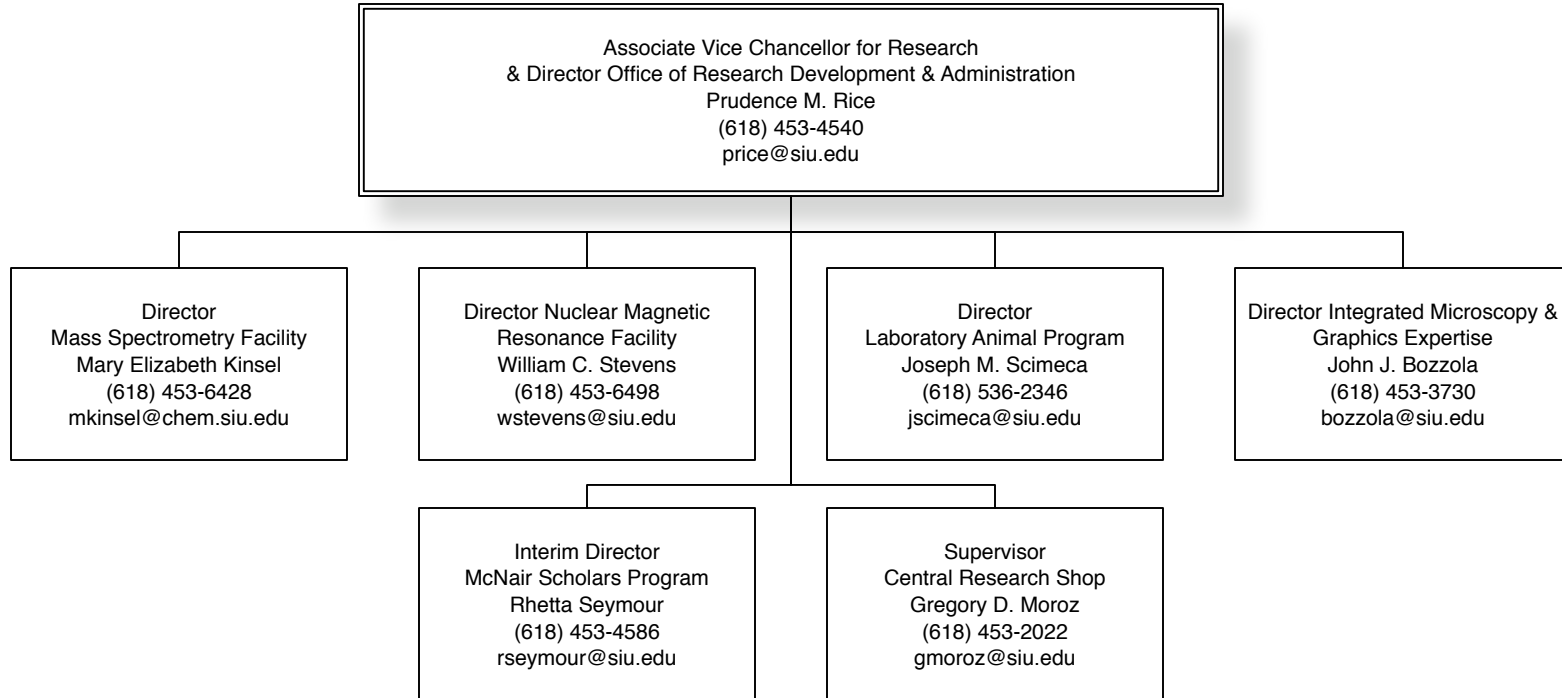 Associate Vice Chancellor for Research
& Director Office of Research Development & Administration
Prudence M. Rice
(618) 453-4540
price@siu.edu
Director
Mass Spectrometry Facility
Mary Elizabeth Kinsel
(618) 453-6428
mkinsel@chem.siu.edu
Director Nuclear Magnetic
Resonance Facility
William C. Stevens
(618) 453-6498
wstevens@siu.edu
Director
Laboratory Animal Program
Joseph M. Scimeca
(618) 536-2346
jscimeca@siu.edu
Director Integrated Microscopy &
Graphics Expertise
John J. Bozzola
(618) 453-3730
bozzola@siu.edu
Interim Director
McNair Scholars Program
Rhetta Seymour
(618) 453-4586
rseymour@siu.edu
Supervisor
Central Research Shop
Gregory D. Moroz
(618) 453-2022
gmoroz@siu.edu